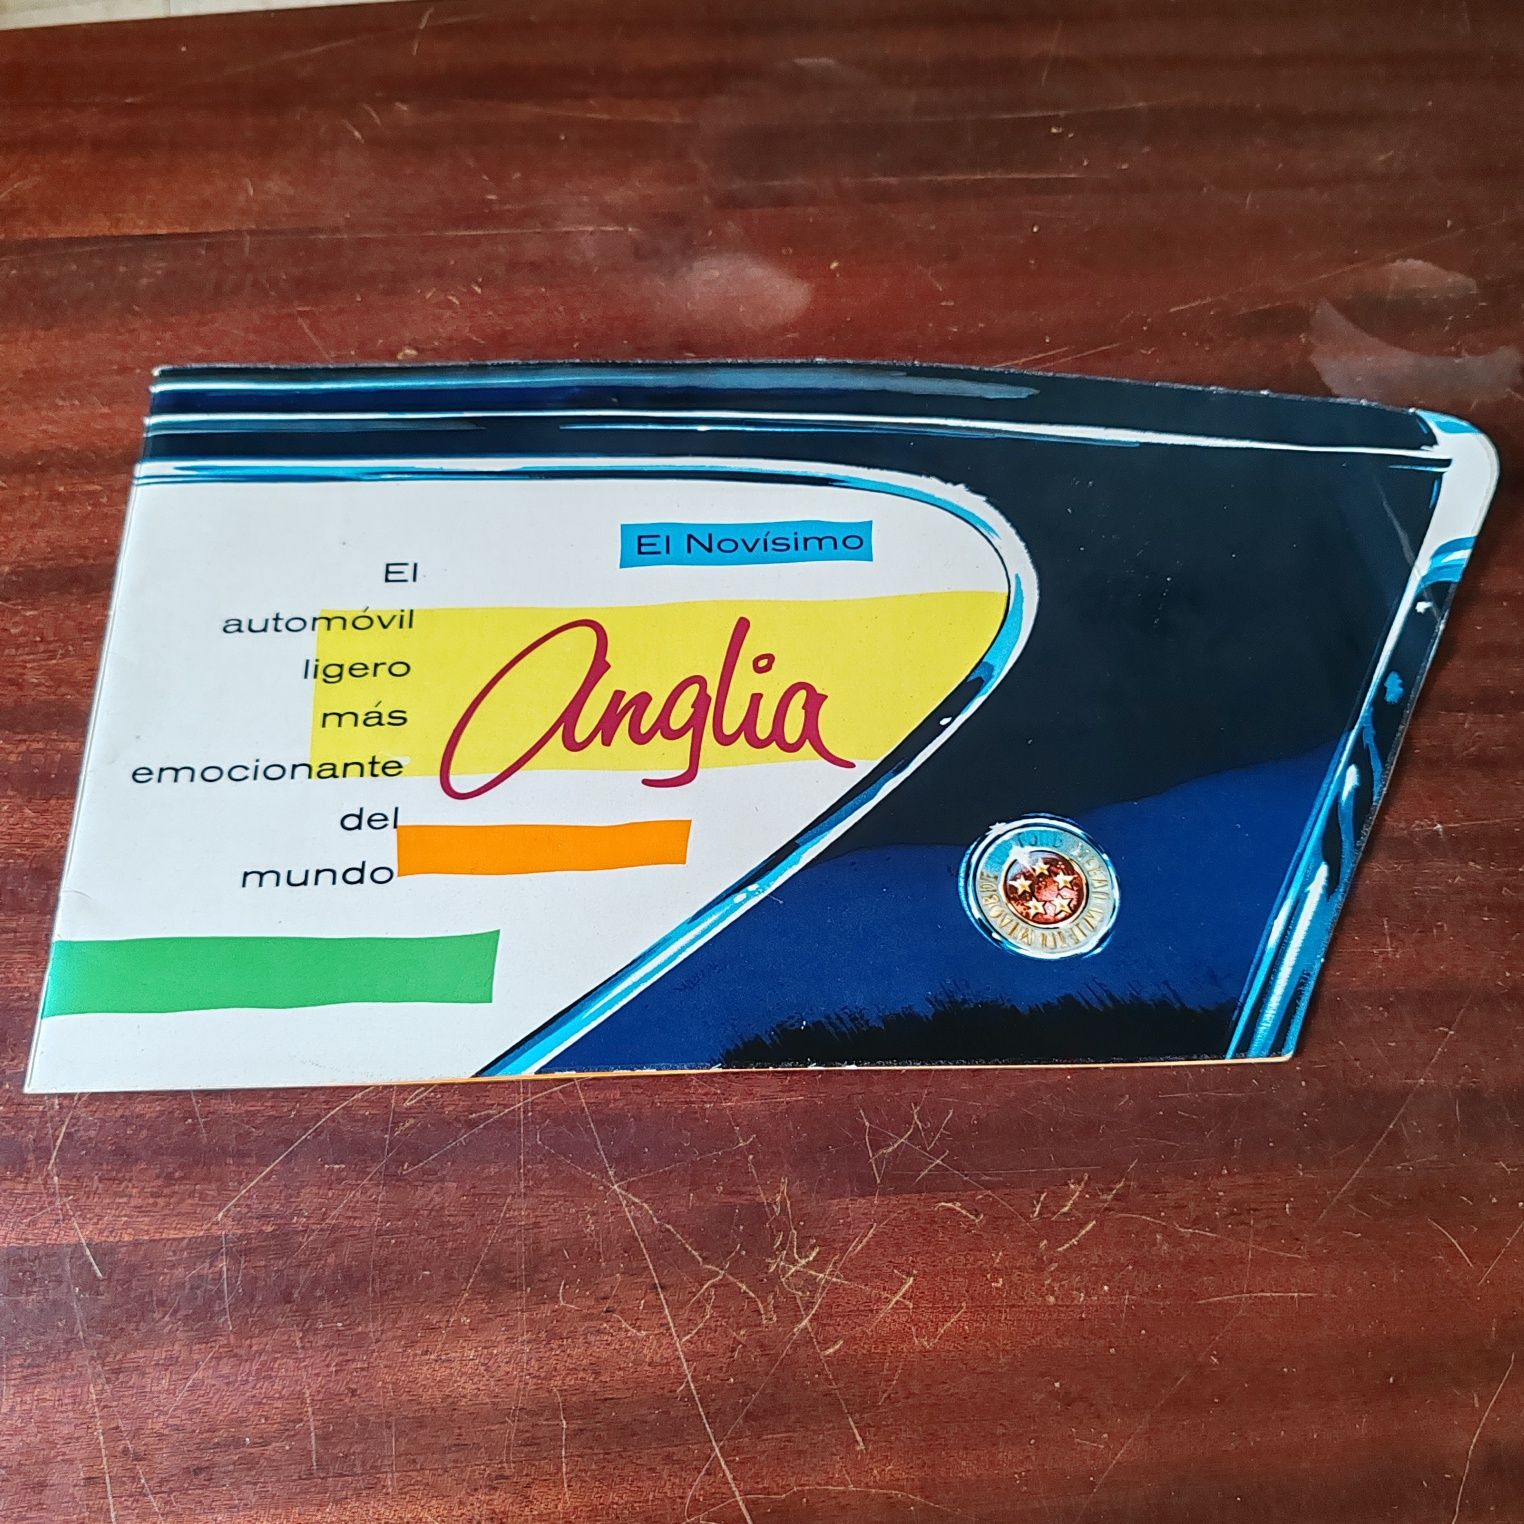 El Novísimo
Anglia
El
automóvil
ligero
más
emocionante
del
mundo